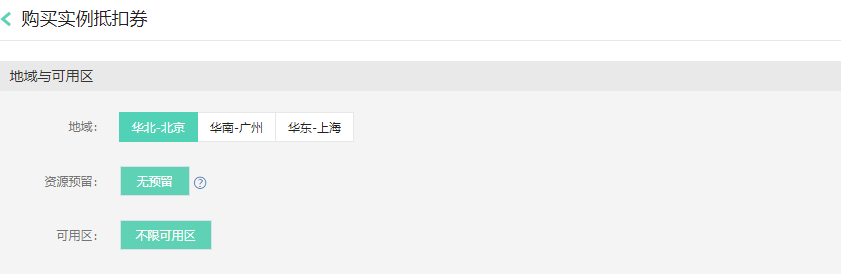 购买实例抵扣券
地域与可用区
地域: 华北-北京 华南-广州 华东-上海
资源预留: 无预留 ?
可用区: 不限可用区